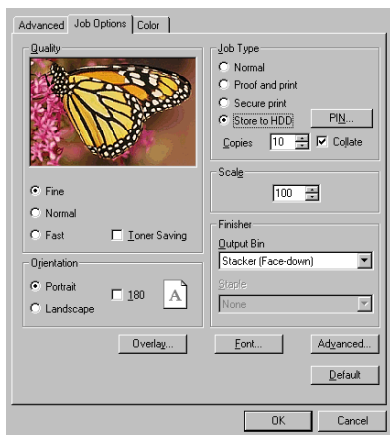 Advanced Job Options Color
Quality
Fine
Normal
Fast Toner Saving
Orientation
Portrait
Landscape
180
A
Job Type
Normal
Proof and print
Secure print
Store to HDD PIN...
Copies 10 Collate
Scale
100
Finisher
Output Bin
Stacker (Face-down)
Staple
None
Overlay... Font... Advanced...
Default
OK Cancel